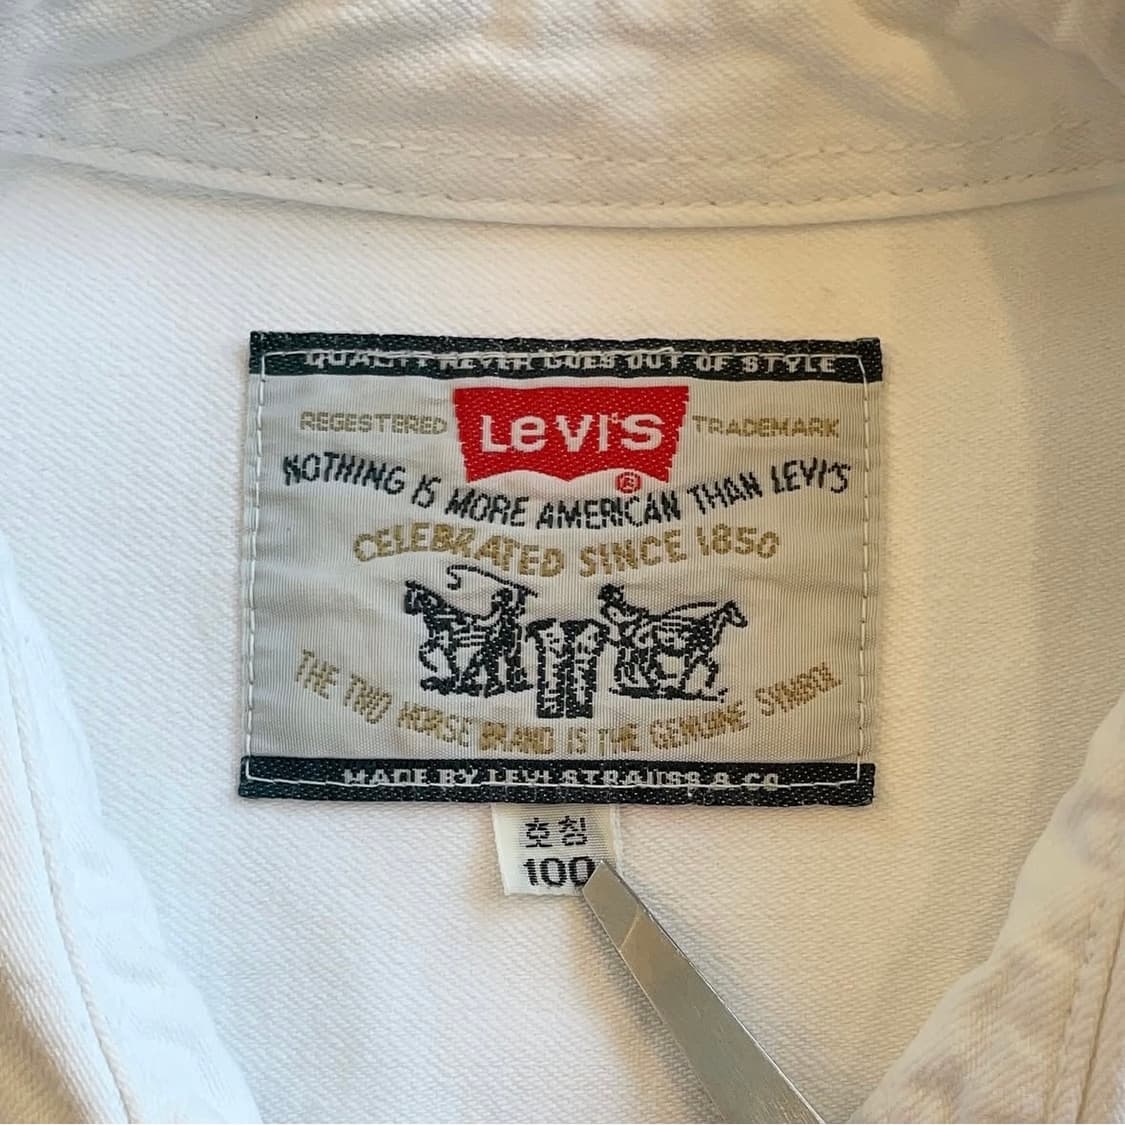 QUALITY NEVER GOES OUT OF STYLE
REGESTERED LEVI'S TRADEMARK
®
NOTHING IS MORE AMERICAN THAN LEVI'S
CELEBRATED SINCE 1850
THE TWO HORSE BRAND IS THE GENUINE SYMBOL
MADE BY LEVI STRAUSS & CO
호칭
100